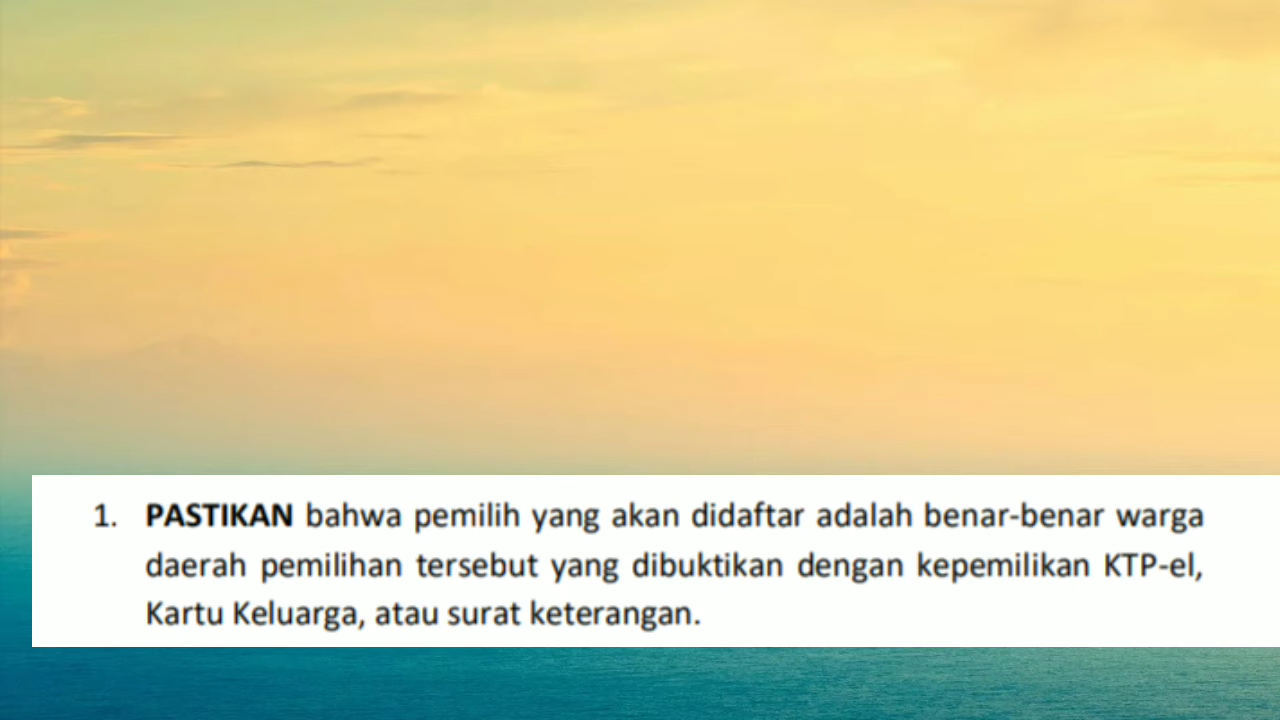 1. PASTIKAN bahwa pemilih yang akan didaftar adalah benar-benar warga
daerah pemilihan tersebut yang dibuktikan dengan kepemilikan KTP-el,
Kartu Keluarga, atau surat keterangan.